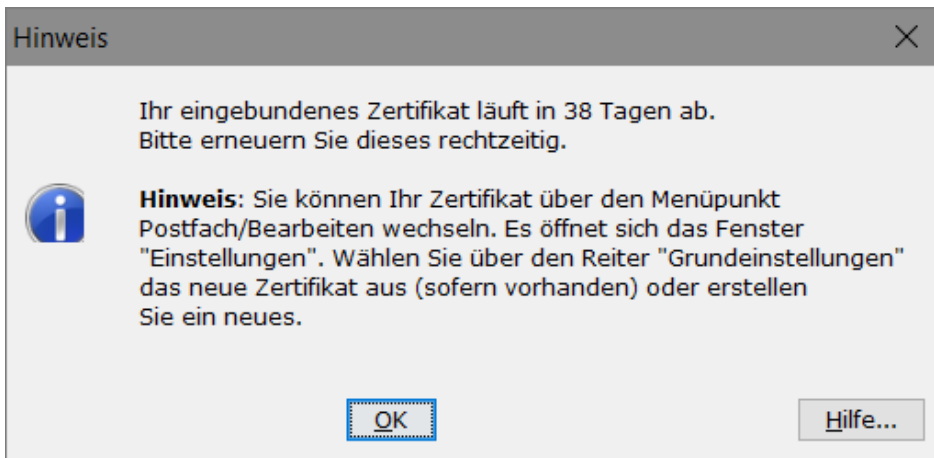 Hinweis
Ihr eingebundenes Zertifikat läuft in 38 Tagen ab.
Bitte erneuern Sie dieses rechtzeitig.
Hinweis: Sie können Ihr Zertifikat über den Menüpunkt
Postfach/Bearbeiten wechseln. Es öffnet sich das Fenster
"Einstellungen". Wählen Sie über den Reiter "Grundeinstellungen"
das neue Zertifikat aus (sofern vorhanden) oder erstellen
Sie ein neues.
OK
Hilfe...